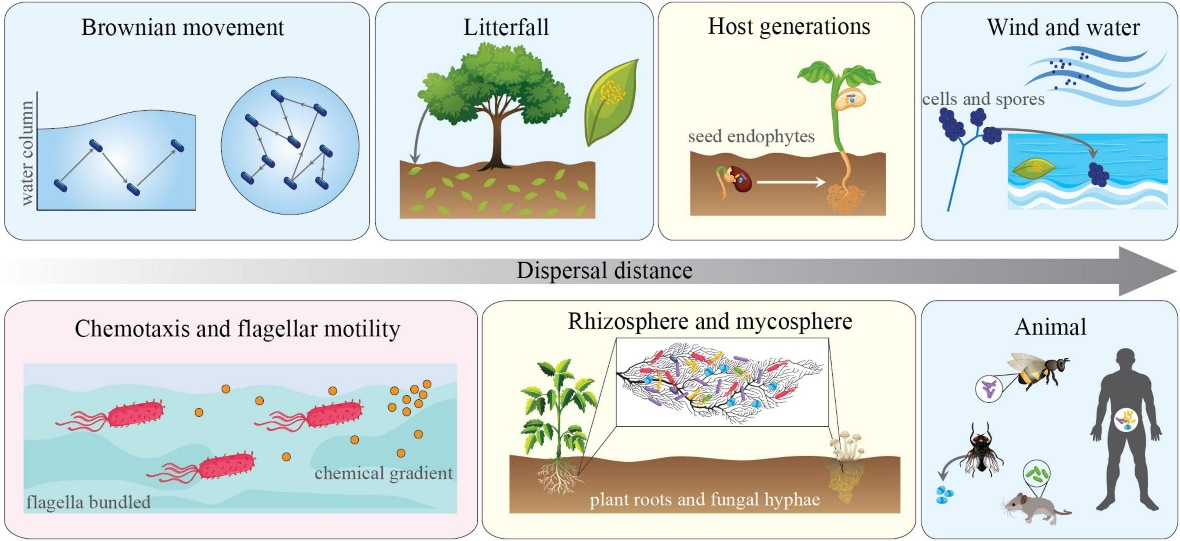 Brownian movement
water column
Litterfall
Host generations
seed endophytes
Wind and water
cells and spores
Dispersal distance
Chemotaxis and flagellar motility
chemical gradient
flagella bundled
Rhizosphere and mycosphere
plant roots and fungal hyphae
Animal